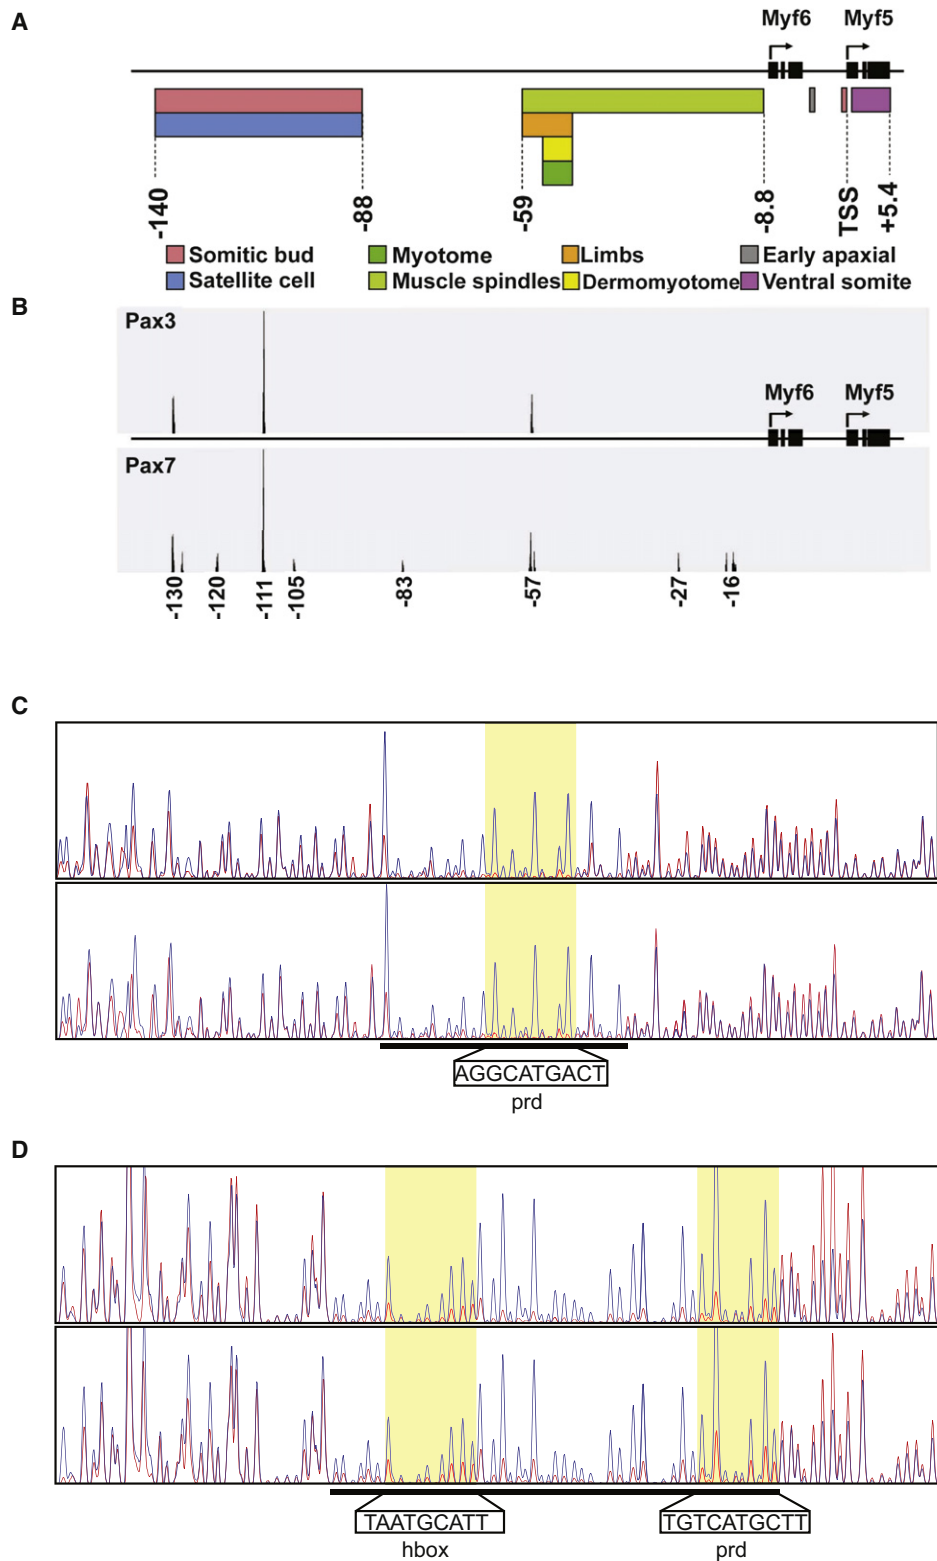 A
Myf6 Myf5
-140 -88 -59 -8.8 TSS +5.4
Somitic bud Myotome Limbs Early apaxial
Satellite cell Muscle spindles Dermomyotome Ventral somite
B
Pax3
Myf6 Myf5
Pax7
-130 -120 -111 -105 -83 -57 -27 -16
C
AGGCATGACT
prd
D
TAATGCATT TGTCATGCTT
hbox prd